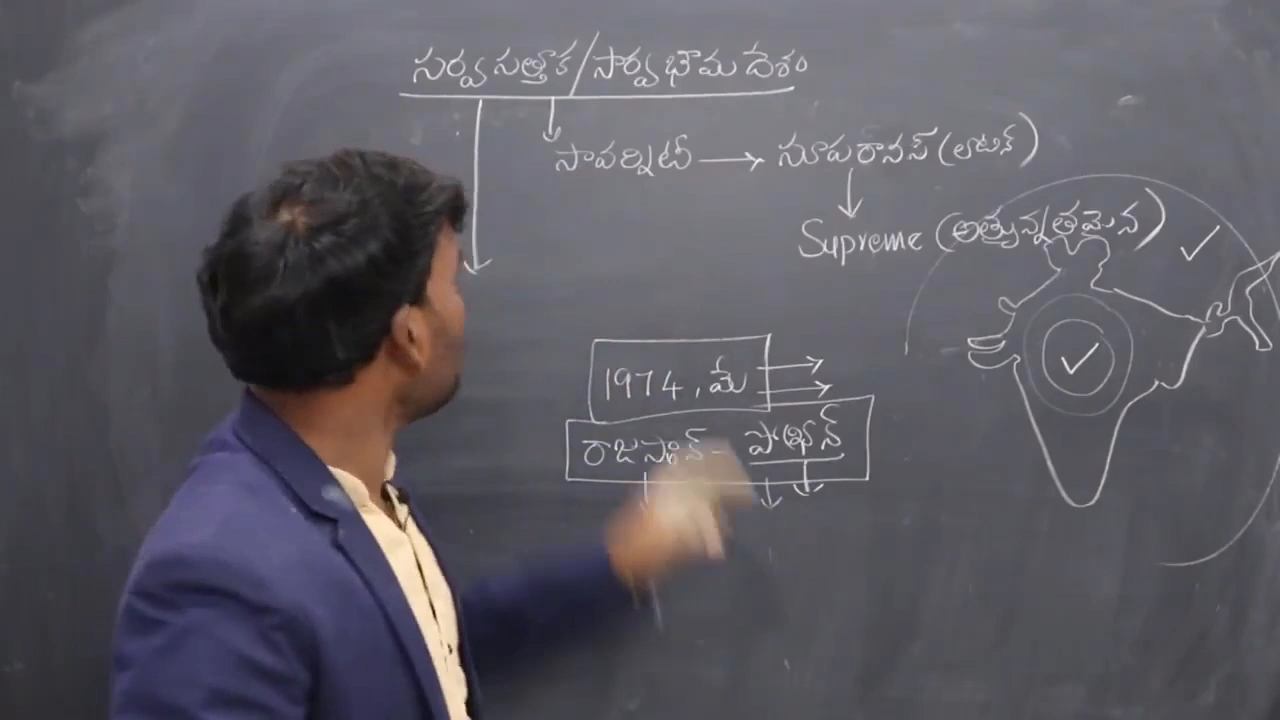 సర్వసత్తాక/సార్వభౌమ దేశం
సావర్నిటీ → సూపరానస్ (లాటిన్)
Supreme (అత్యున్నతమైన)
1974, మే
రాజస్థాన్ - పోఖ్రాన్